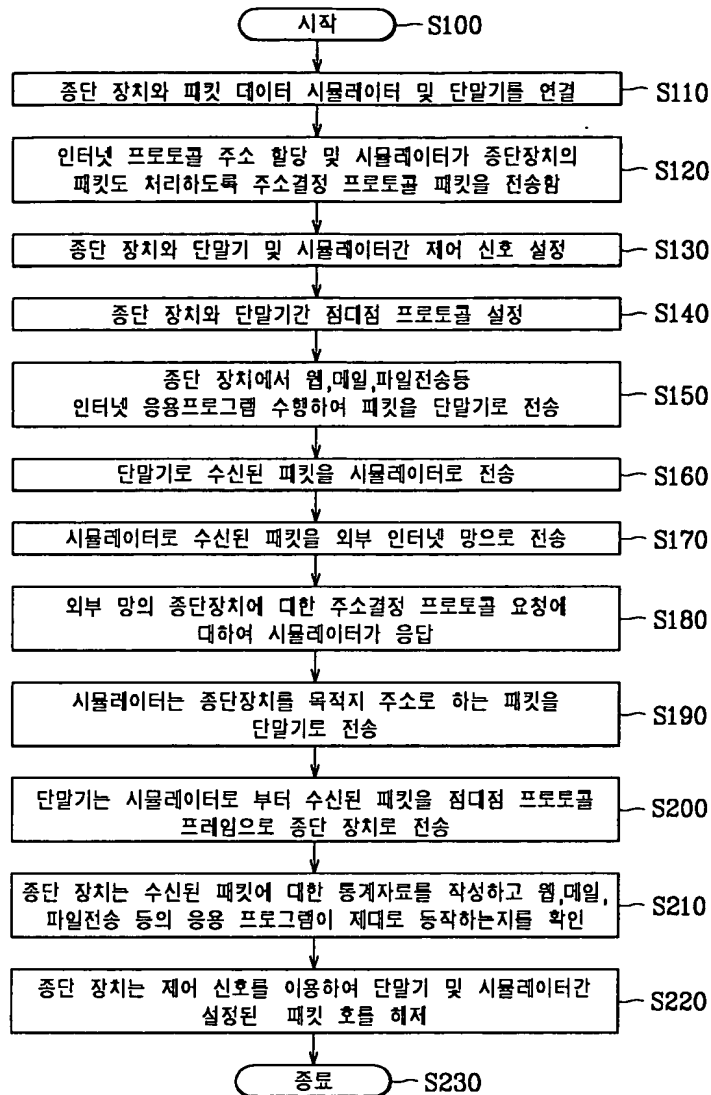 시작
S100
종단 장치와 패킷 데이터 시뮬레이터 및 단말기를 연결
S110
인터넷 프로토콜 주소 할당 및 시뮬레이터가 종단장치의
패킷도 처리하도록 주소결정 프로토콜 패킷을 전송함
S120
종단 장치와 단말기 및 시뮬레이터간 제어 신호 설정
S130
종단 장치와 단말기간 점대점 프로토콜 설정
S140
종단 장치에서 웹,메일,파일전송등
인터넷 응용프로그램 수행하여 패킷을 단말기로 전송
S150
단말기로 수신된 패킷을 시뮬레이터로 전송
S160
시뮬레이터로 수신된 패킷을 외부 인터넷 망으로 전송
S170
외부 망의 종단장치에 대한 주소결정 프로토콜 요청에
대하여 시뮬레이터가 응답
S180
시뮬레이터는 종단장치를 목적지 주소로 하는 패킷을
단말기로 전송
S190
단말기는 시뮬레이터로 부터 수신된 패킷을 점대점 프로토콜
프레임으로 종단 장치로 전송
S200
종단 장치는 수신된 패킷에 대한 통계자료를 작성하고 웹,메일,
파일전송 등의 응용 프로그램이 제대로 동작하는지를 확인
S210
종단 장치는 제어 신호를 이용하여 단말기 및 시뮬레이터간
설정된 패킷 호를 해제
S220
종료
S230